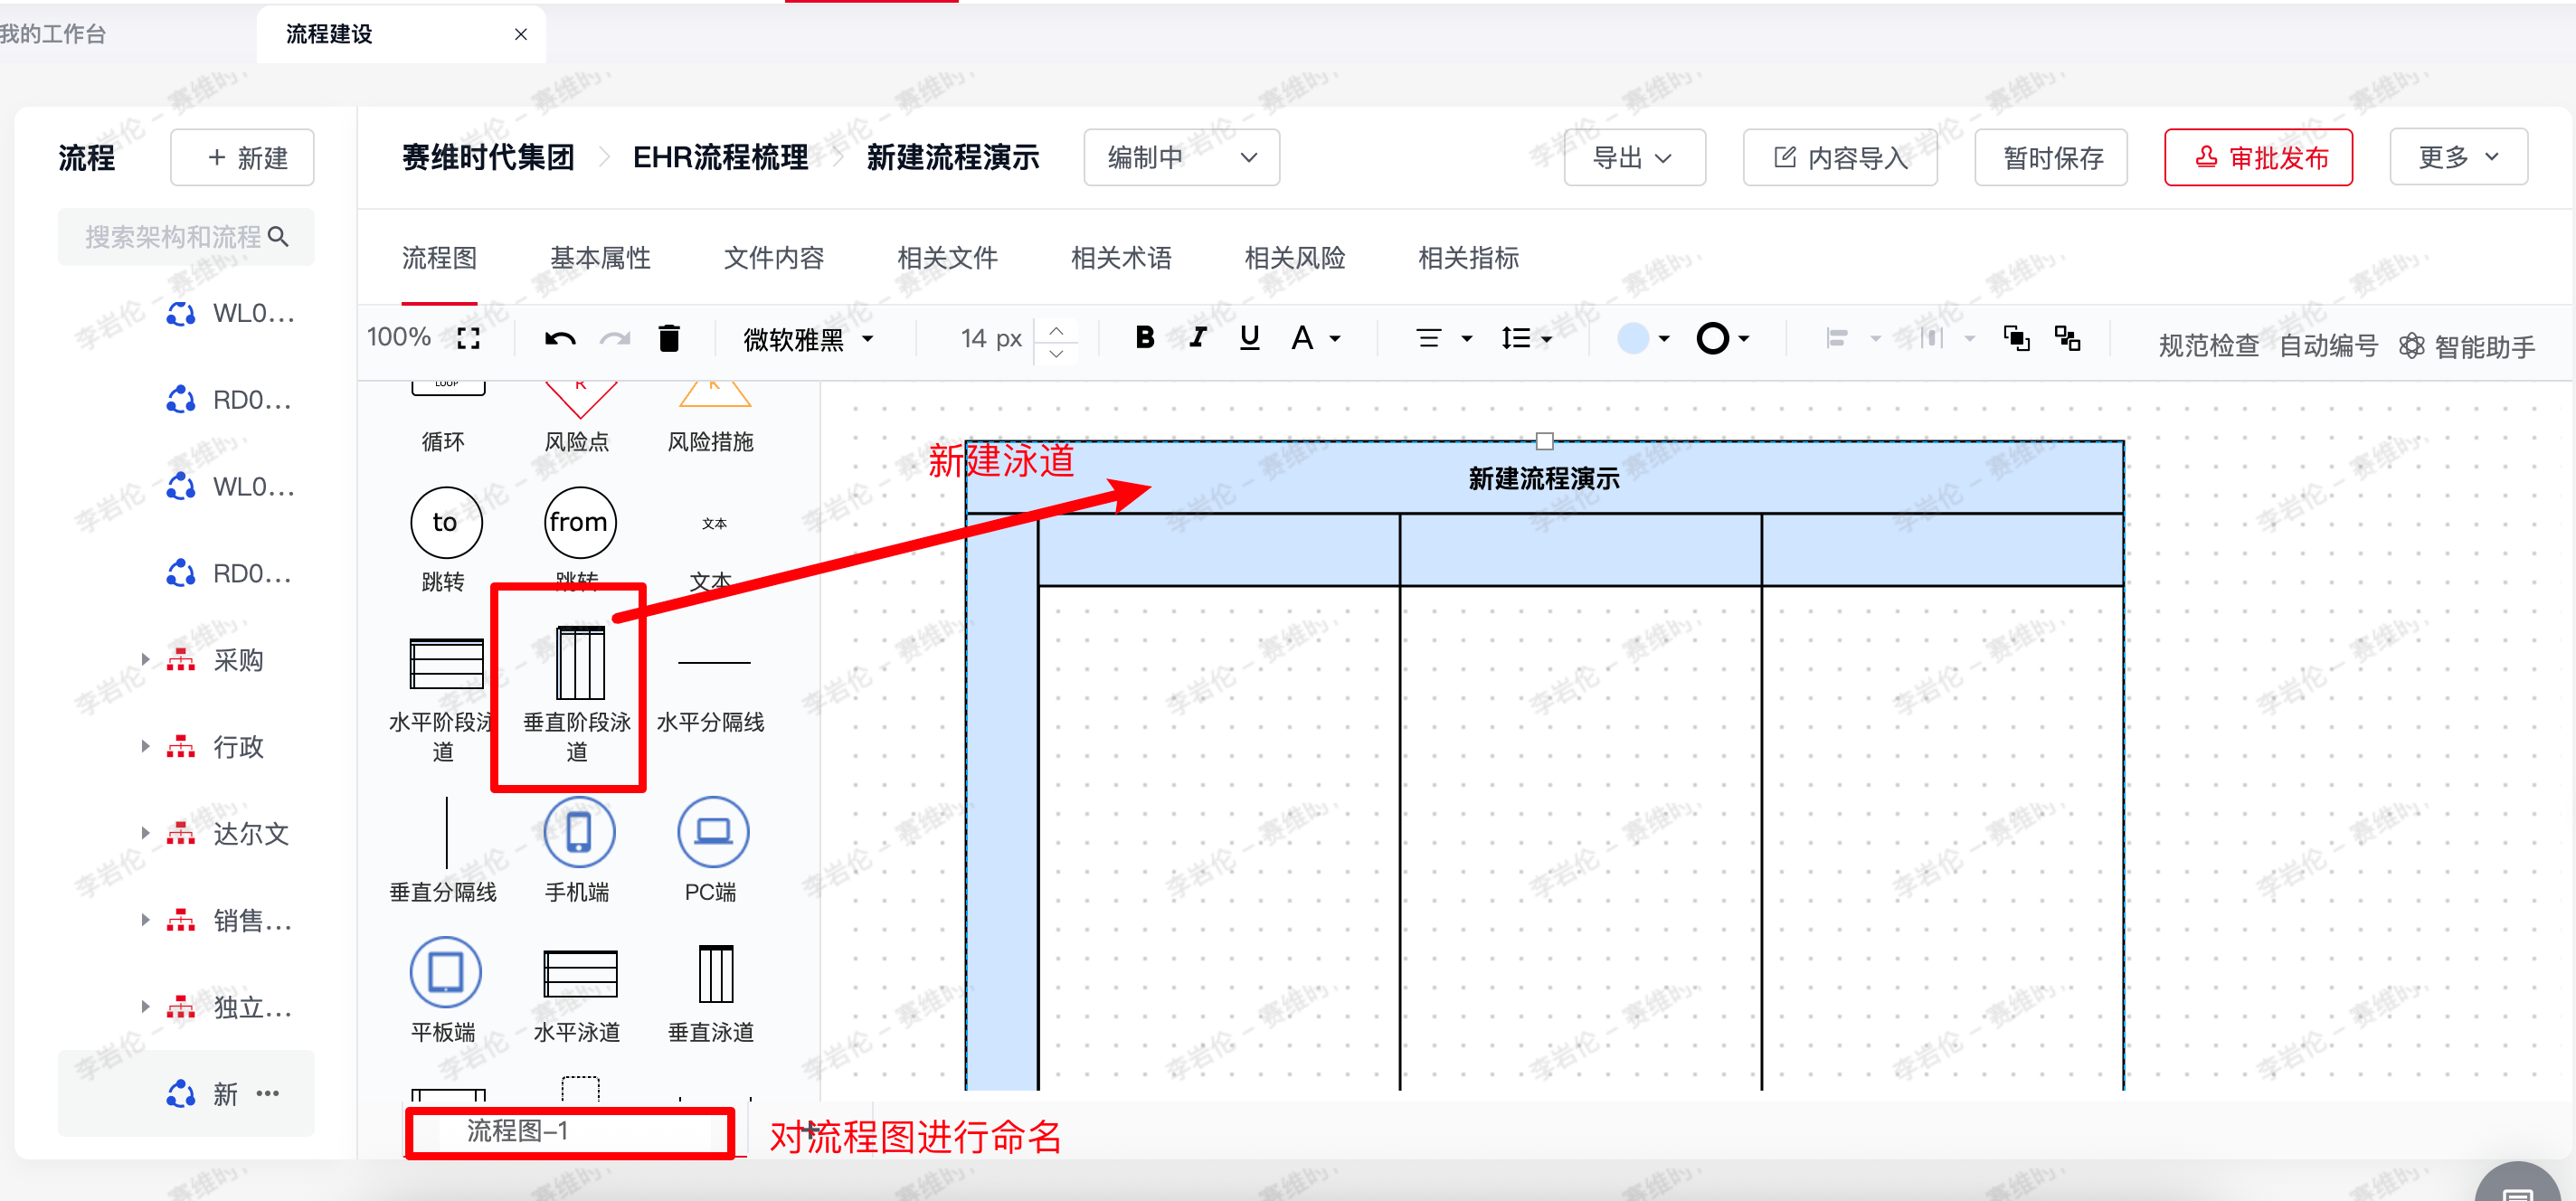 我的工作台
流程建设
流程
+ 新建
赛维时代集团 > EHR流程梳理 > 新建流程演示
编制中
导出
内容导入
暂时保存
审批发布
更多
搜索架构和流程
流程图 基本属性 文件内容 相关文件 相关术语 相关风险 相关指标
100%
微软雅黑
14 px
B I U A
规范检查 自动编号 智能助手
WL0...
RD0...
WL0...
RD0...
采购
行政
达尔文
销售...
独立...
新 ···
LOOP R K
循环 风险点 风险措施
to from 文本
跳转 跳转 文本
水平阶段泳道
垂直阶段泳道
水平分隔线
垂直分隔线 手机端 PC端
平板端 水平泳道 垂直泳道
新建泳道
新建流程演示
流程图-1
+
对流程图进行命名
李岩伦 - 赛维时